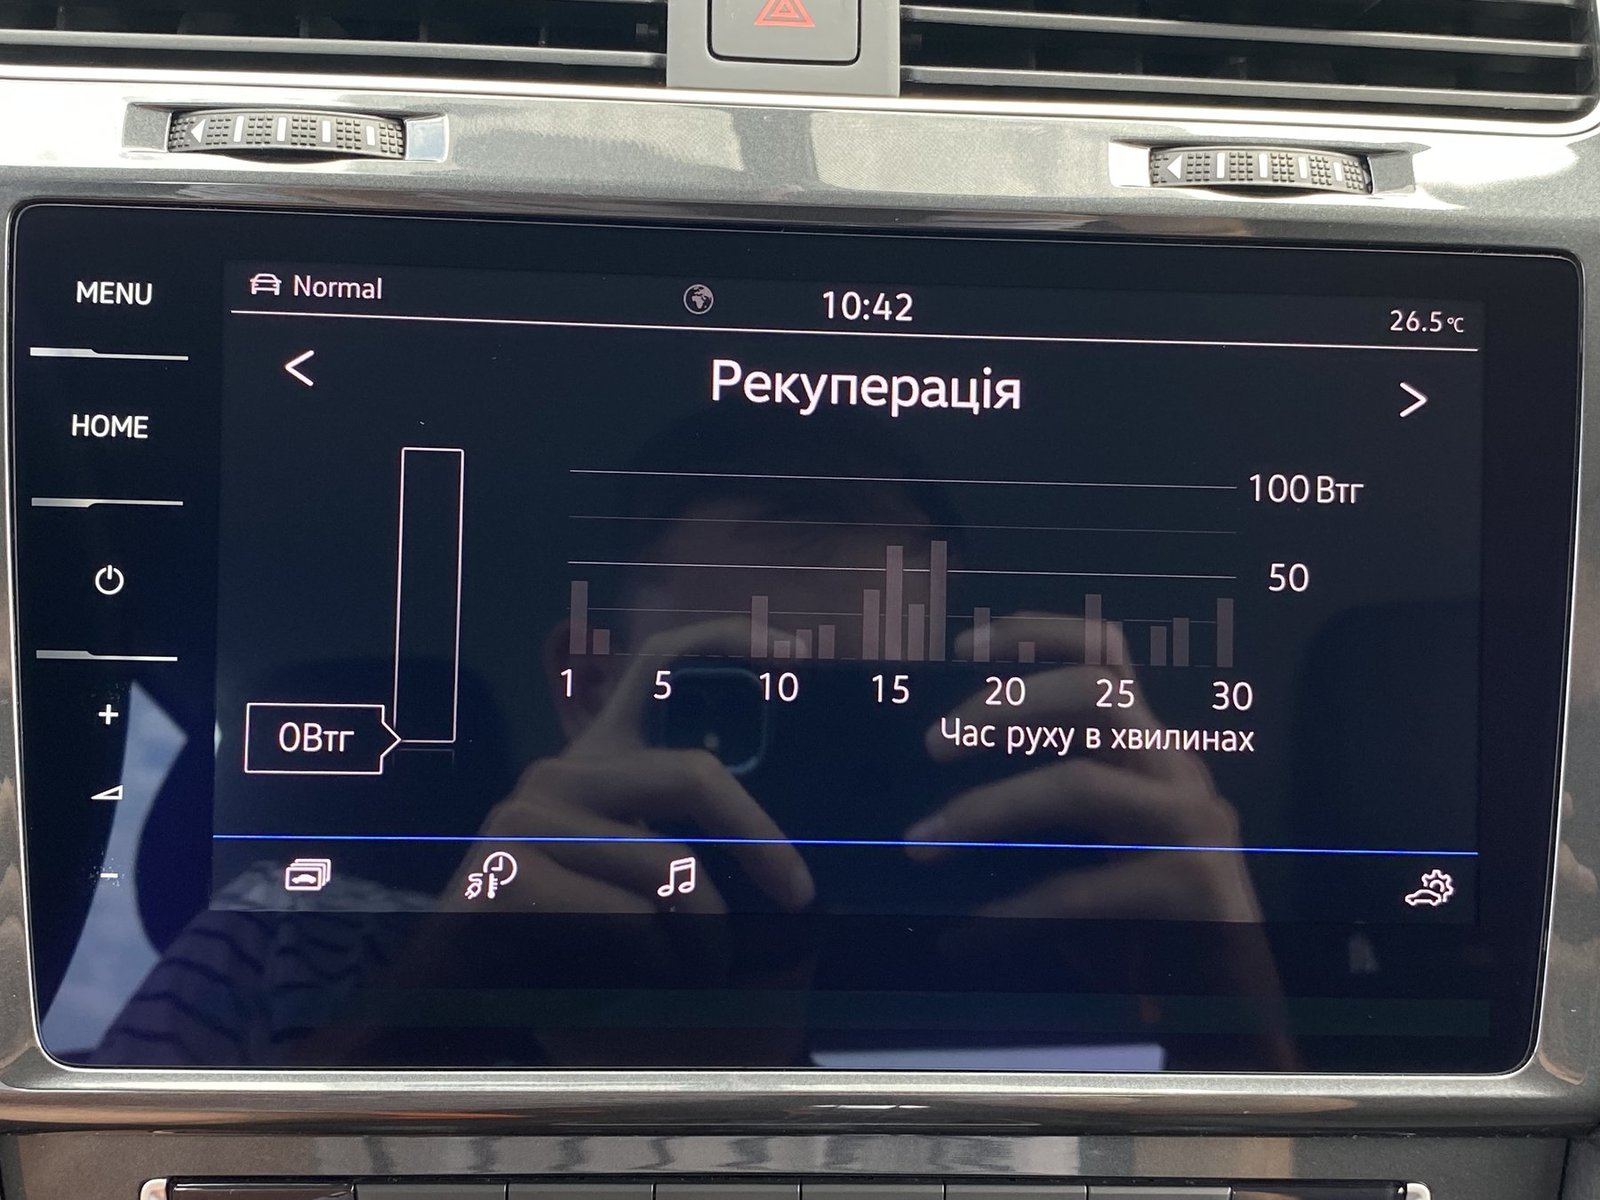 MENU
Normal
10:42
26.5°C
HOME
Рекуперація
100 Втг
50
1 5 10 15 20 25 30
0Втг
Час руху в хвилинах